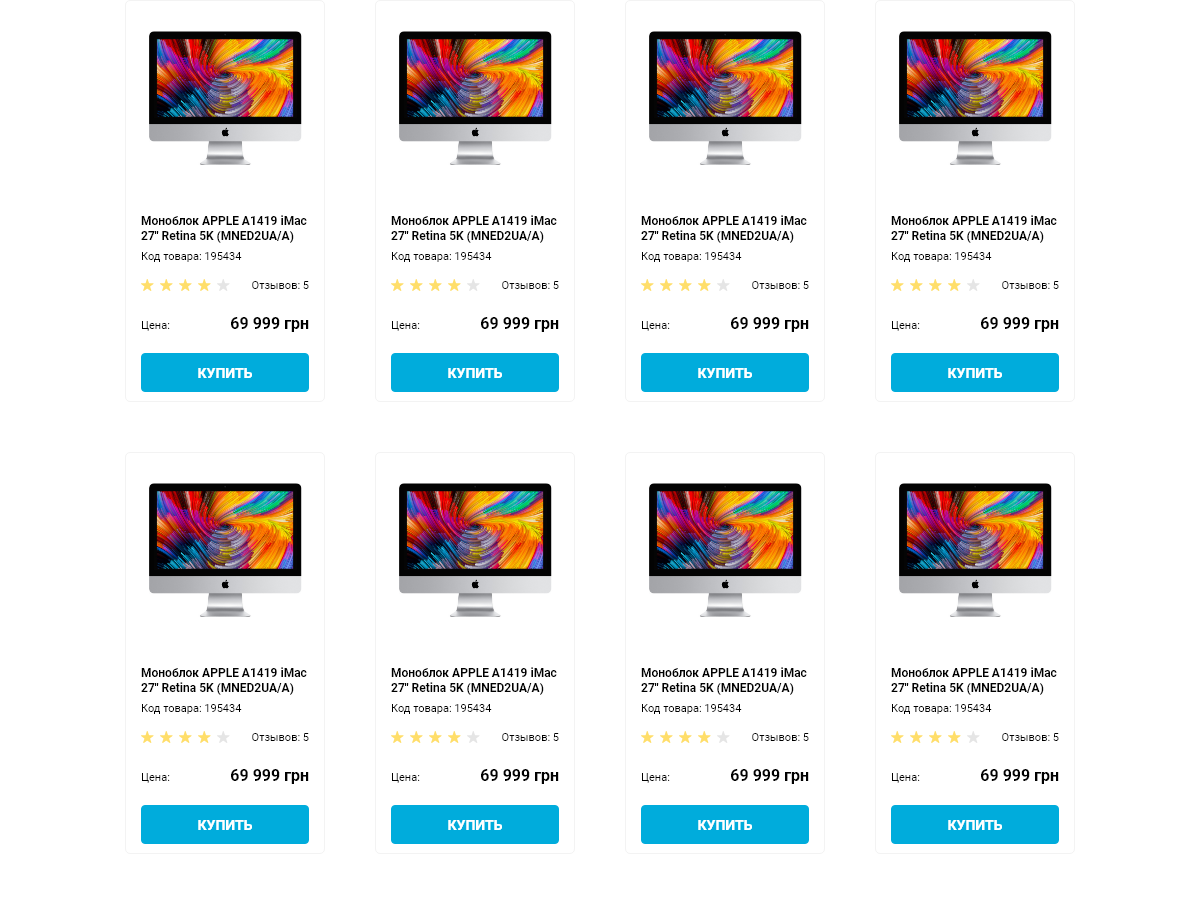 Моноблок APPLE A1419 iMac
27" Retina 5K (MNED2UA/A)
Код товара: 195434
Отзывов: 5
Цена: 69 999 грн
КУПИТЬ
Моноблок APPLE A1419 iMac
27" Retina 5K (MNED2UA/A)
Код товара: 195434
Отзывов: 5
Цена: 69 999 грн
КУПИТЬ
Моноблок APPLE A1419 iMac
27" Retina 5K (MNED2UA/A)
Код товара: 195434
Отзывов: 5
Цена: 69 999 грн
КУПИТЬ
Моноблок APPLE A1419 iMac
27" Retina 5K (MNED2UA/A)
Код товара: 195434
Отзывов: 5
Цена: 69 999 грн
КУПИТЬ
Моноблок APPLE A1419 iMac
27" Retina 5K (MNED2UA/A)
Код товара: 195434
Отзывов: 5
Цена: 69 999 грн
КУПИТЬ
Моноблок APPLE A1419 iMac
27" Retina 5K (MNED2UA/A)
Код товара: 195434
Отзывов: 5
Цена: 69 999 грн
КУПИТЬ
Моноблок APPLE A1419 iMac
27" Retina 5K (MNED2UA/A)
Код товара: 195434
Отзывов: 5
Цена: 69 999 грн
КУПИТЬ
Моноблок APPLE A1419 iMac
27" Retina 5K (MNED2UA/A)
Код товара: 195434
Отзывов: 5
Цена: 69 999 грн
КУПИТЬ